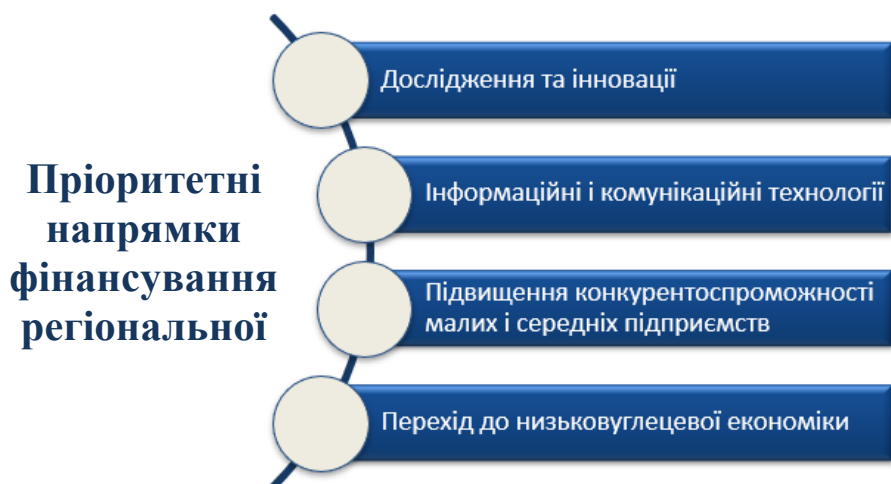 Пріоритетні
напрямки
фінансування
регіональної
Дослідження та інновації
Інформаційні і комунікаційні технології
Підвищення конкурентоспроможності
малих і середніх підприємств
Перехід до низьковуглецевої економіки